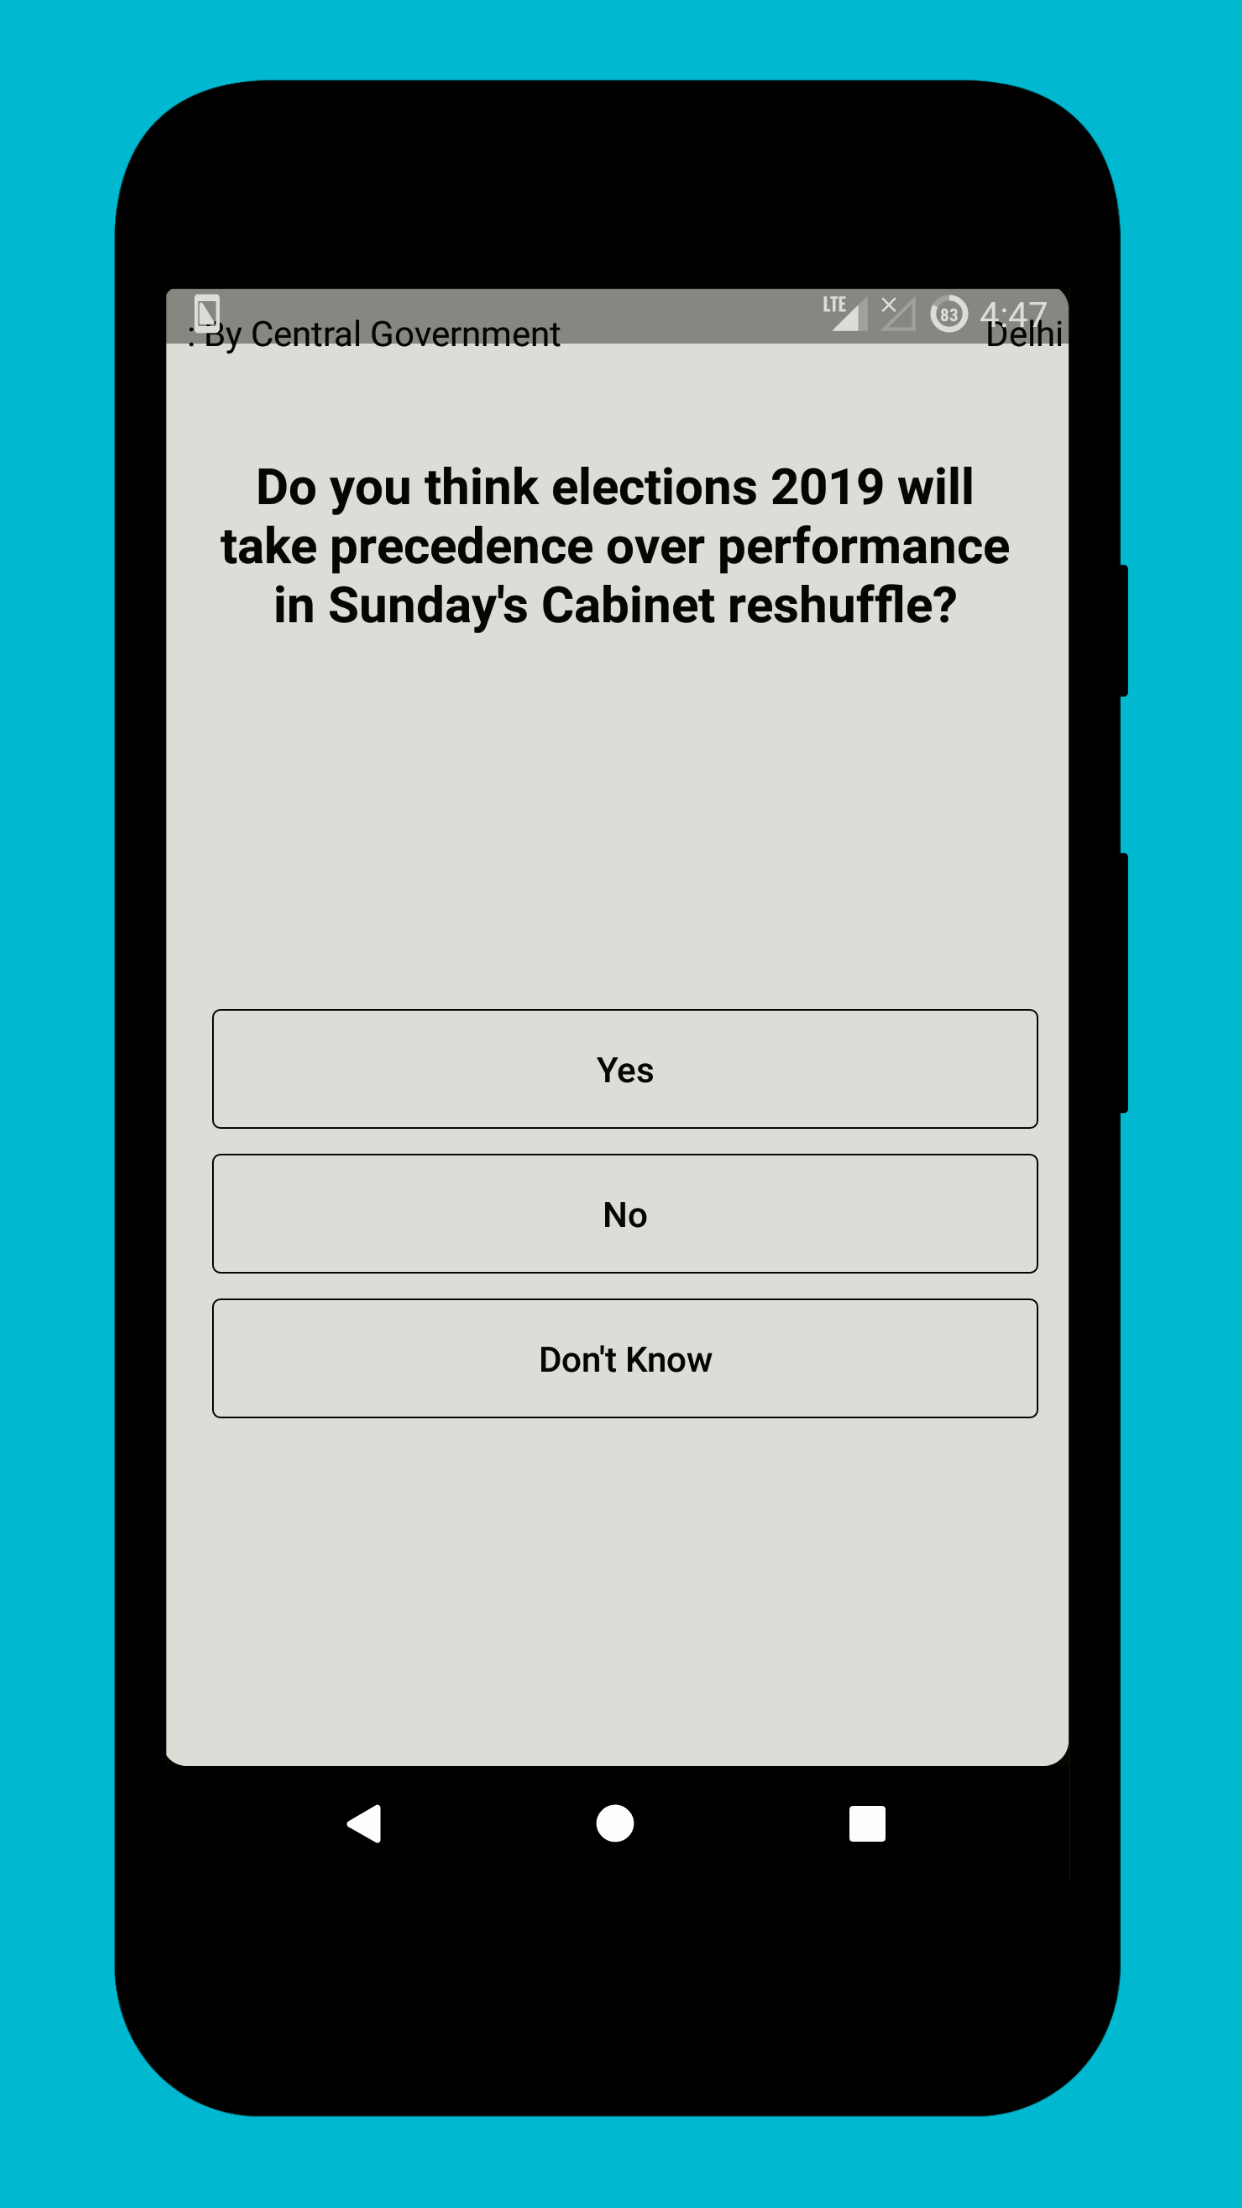 LTE 83 4:47
: By Central Government Delhi
Do you think elections 2019 will
take precedence over performance
in Sunday's Cabinet reshuffle?
Yes
No
Don't Know